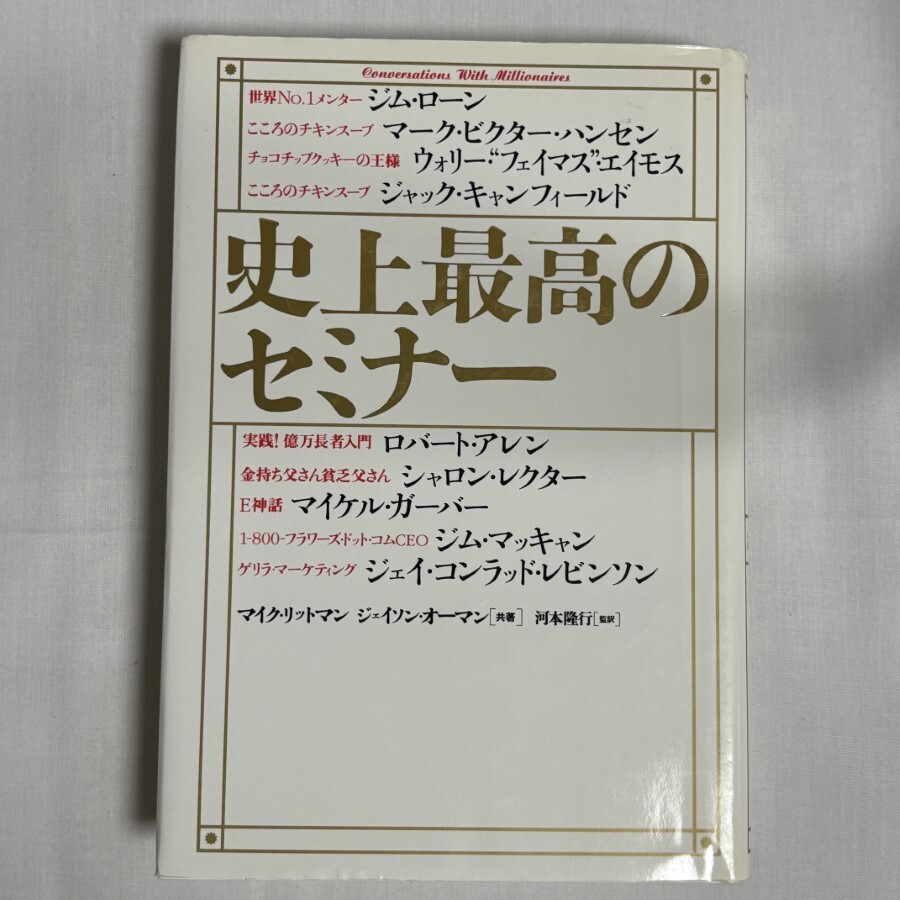 Conversations With Millionaires
世界No.1メンター ジム・ローン
こころのチキンスープ マーク・ビクター・ハンセン
チョコチップクッキーの王様 ウォリー・“フェイマス”・エイモス
こころのチキンスープ ジャック・キャンフィールド
史上最高の
セミナー
実践!億万長者入門 ロバート・アレン
金持ち父さん貧乏父さん シャロン・レクター
E神話 マイケル・ガーバー
1-800-フラワーズ・ドット・コムCEO ジム・マッキャン
ゲリラ・マーケティング ジェイ・コンラッド・レビンソン
マイク・リットマン ジェイソン・オーマン[共著] 河本隆行[監訳]